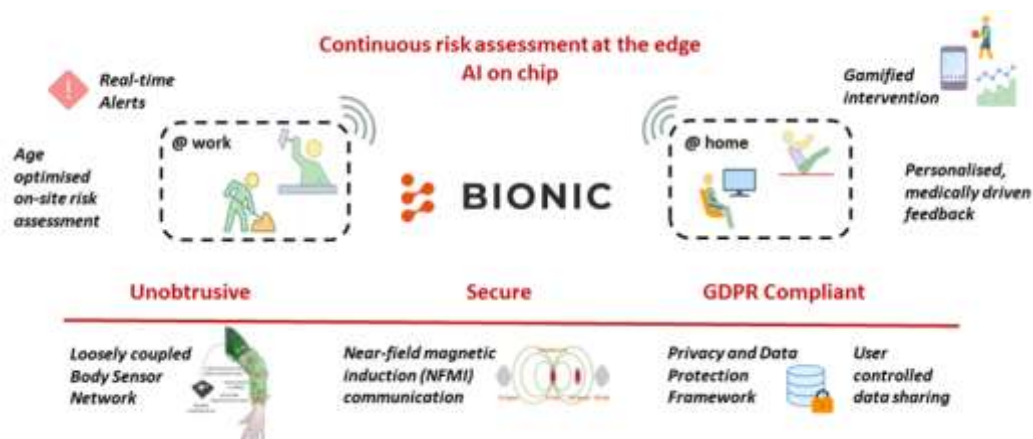 Continuous risk assessment at the edge
AI on chip
Real-time
Alerts
Gamified
intervention
@ work
@ home
Age
optimised
on-site risk
assessment
BIONIC
Personalised,
medically driven
feedback
Unobtrusive
Secure
GDPR Compliant
Loosely coupled
Body Sensor
Network
Near-field magnetic
induction (NFMI)
communication
Privacy and Data
Protection
Framework
User
controlled
data sharing